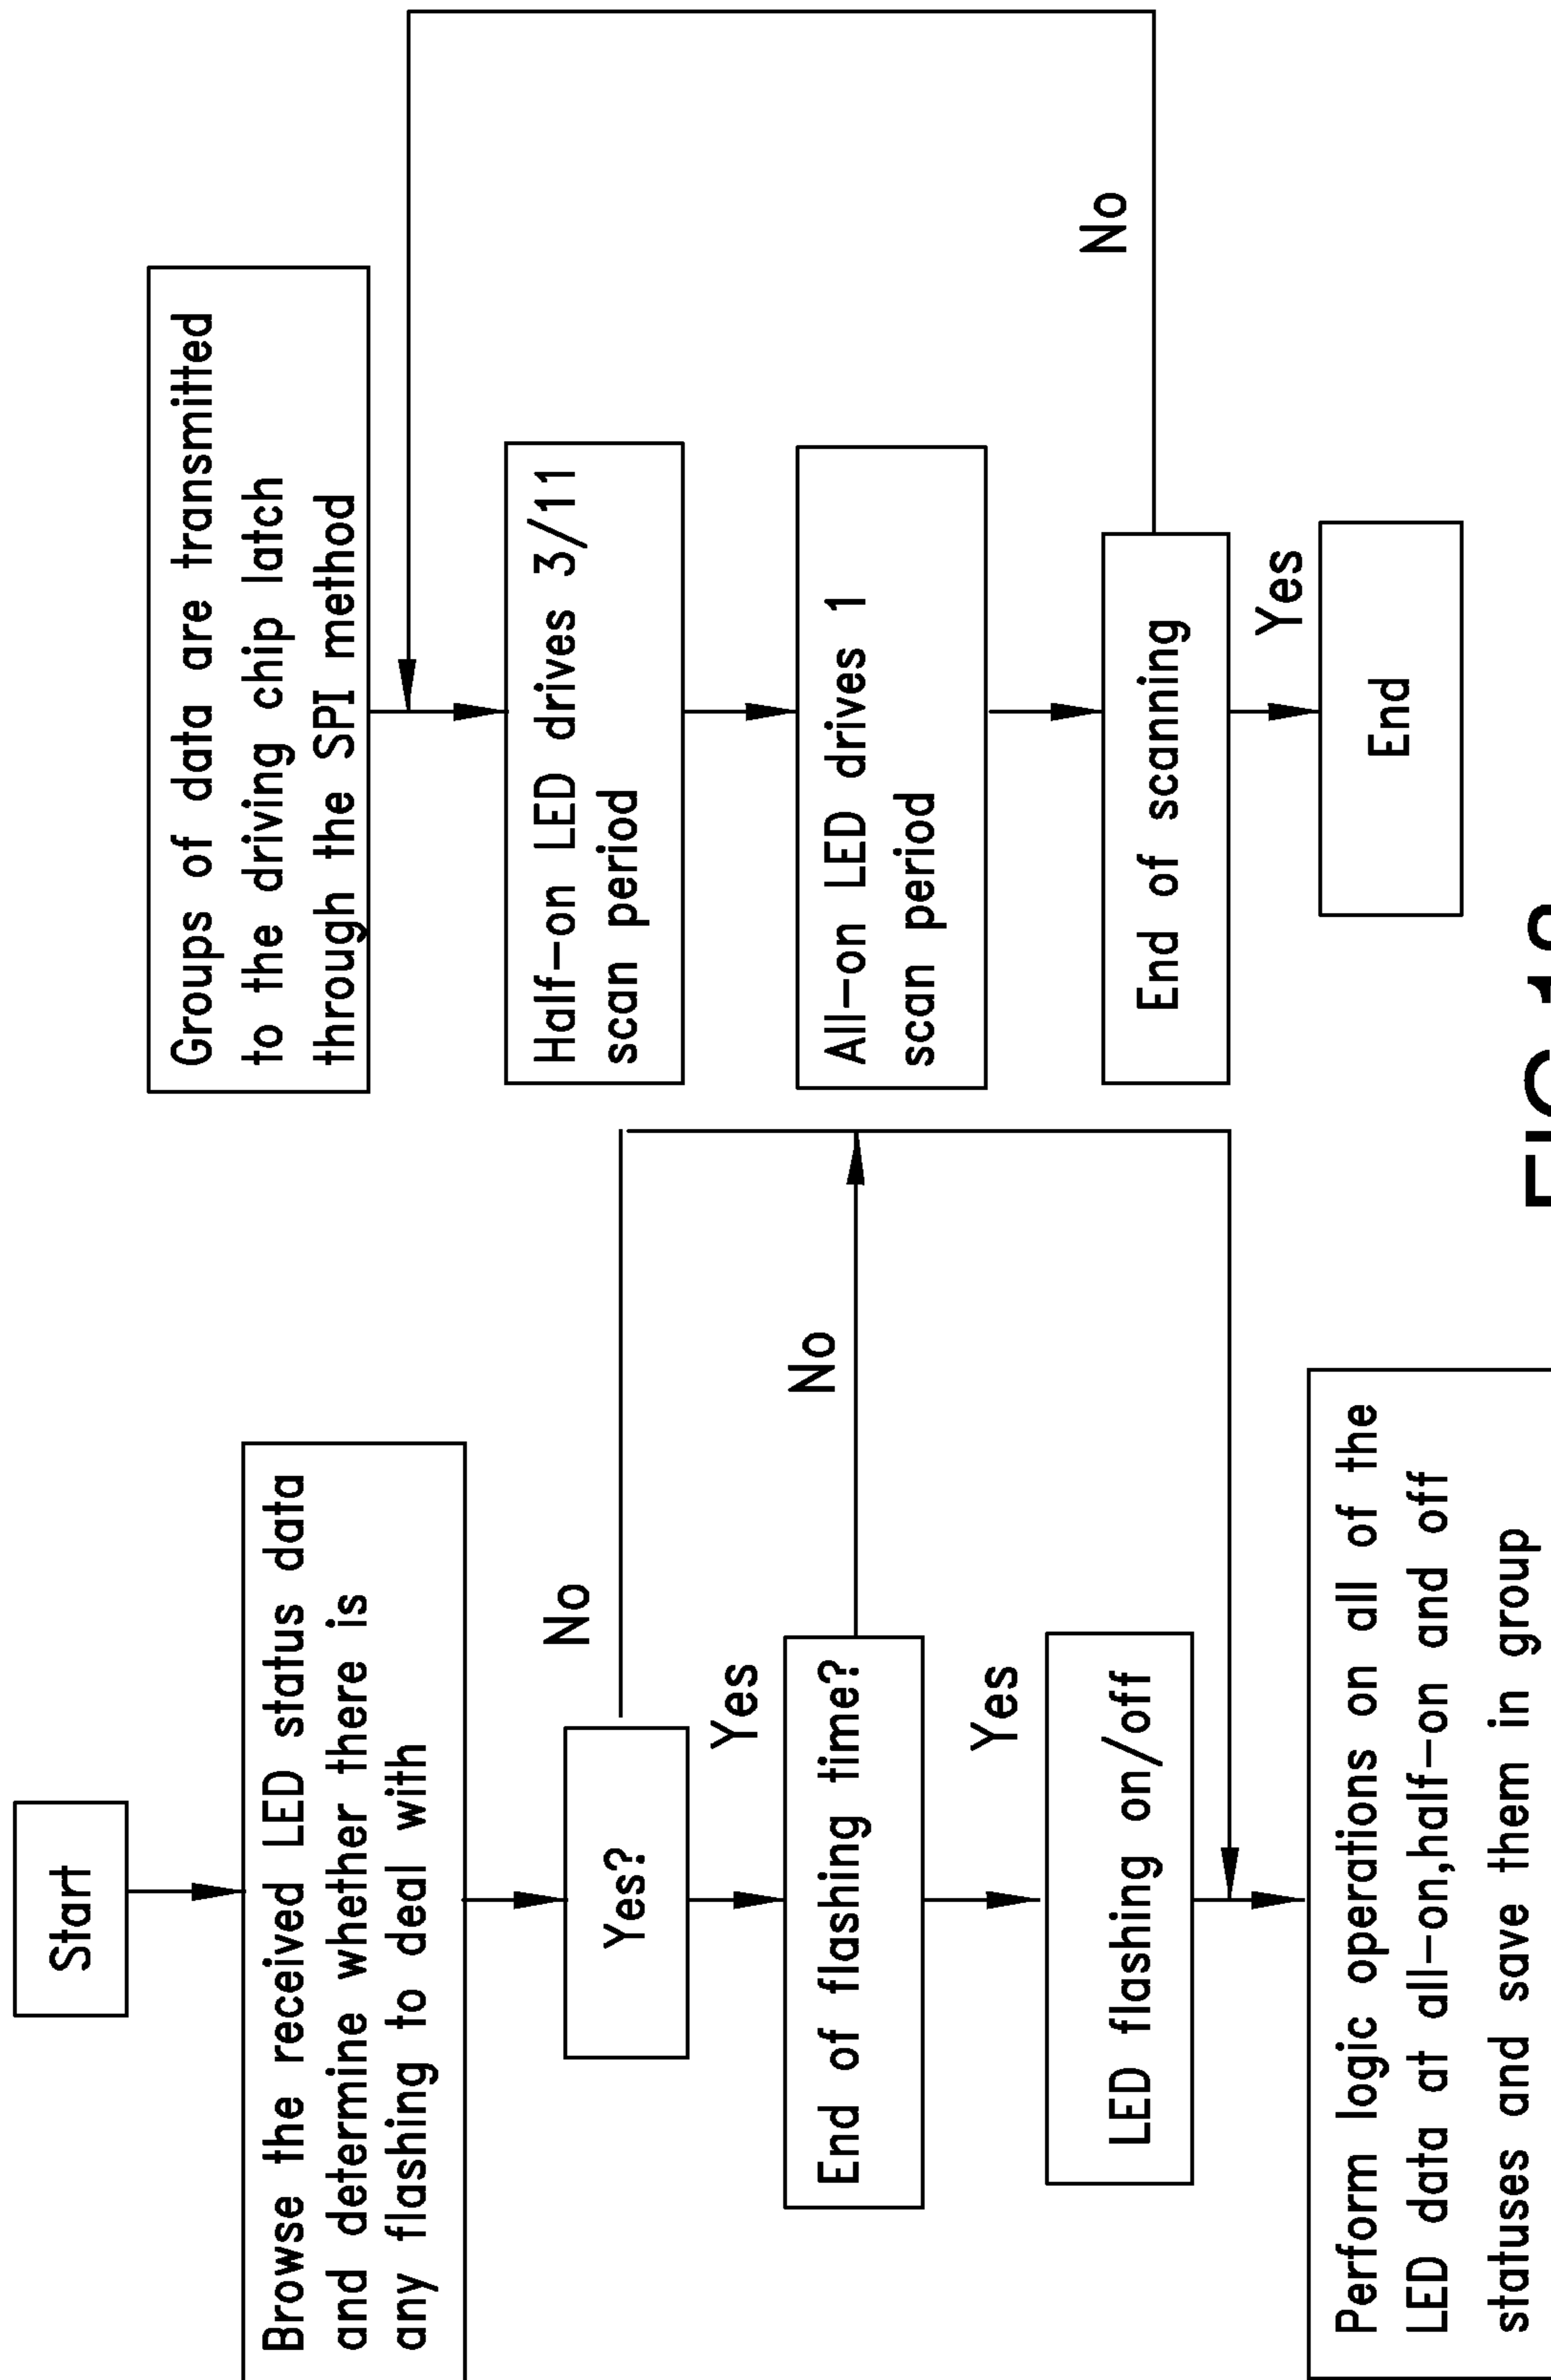 Start
Browse the received LED status data
and determine whether there is
any flashing to deal with
Yes?
No
Yes
End of flashing time?
No
Yes
LED flashing on/off
Perform logic operations on all of the
LED data at all-on,half-on and off
statuses and save them in group
Groups of data are transmitted
to the driving chip latch
through the SPI method
Half-on LED drives 3/11
scan period
All-on LED drives 1
scan period
End of scanning
No
Yes
End